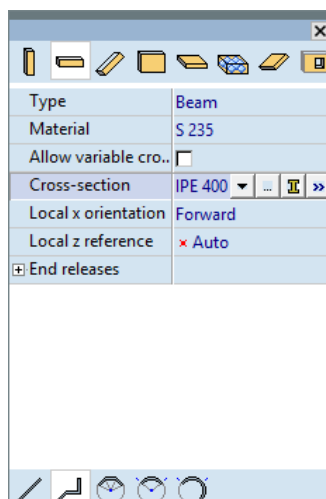 Type Beam
Material S 235
Allow variable cro..
Cross-section IPE 400 ... »
Local x orientation Forward
Local z reference × Auto
End releases